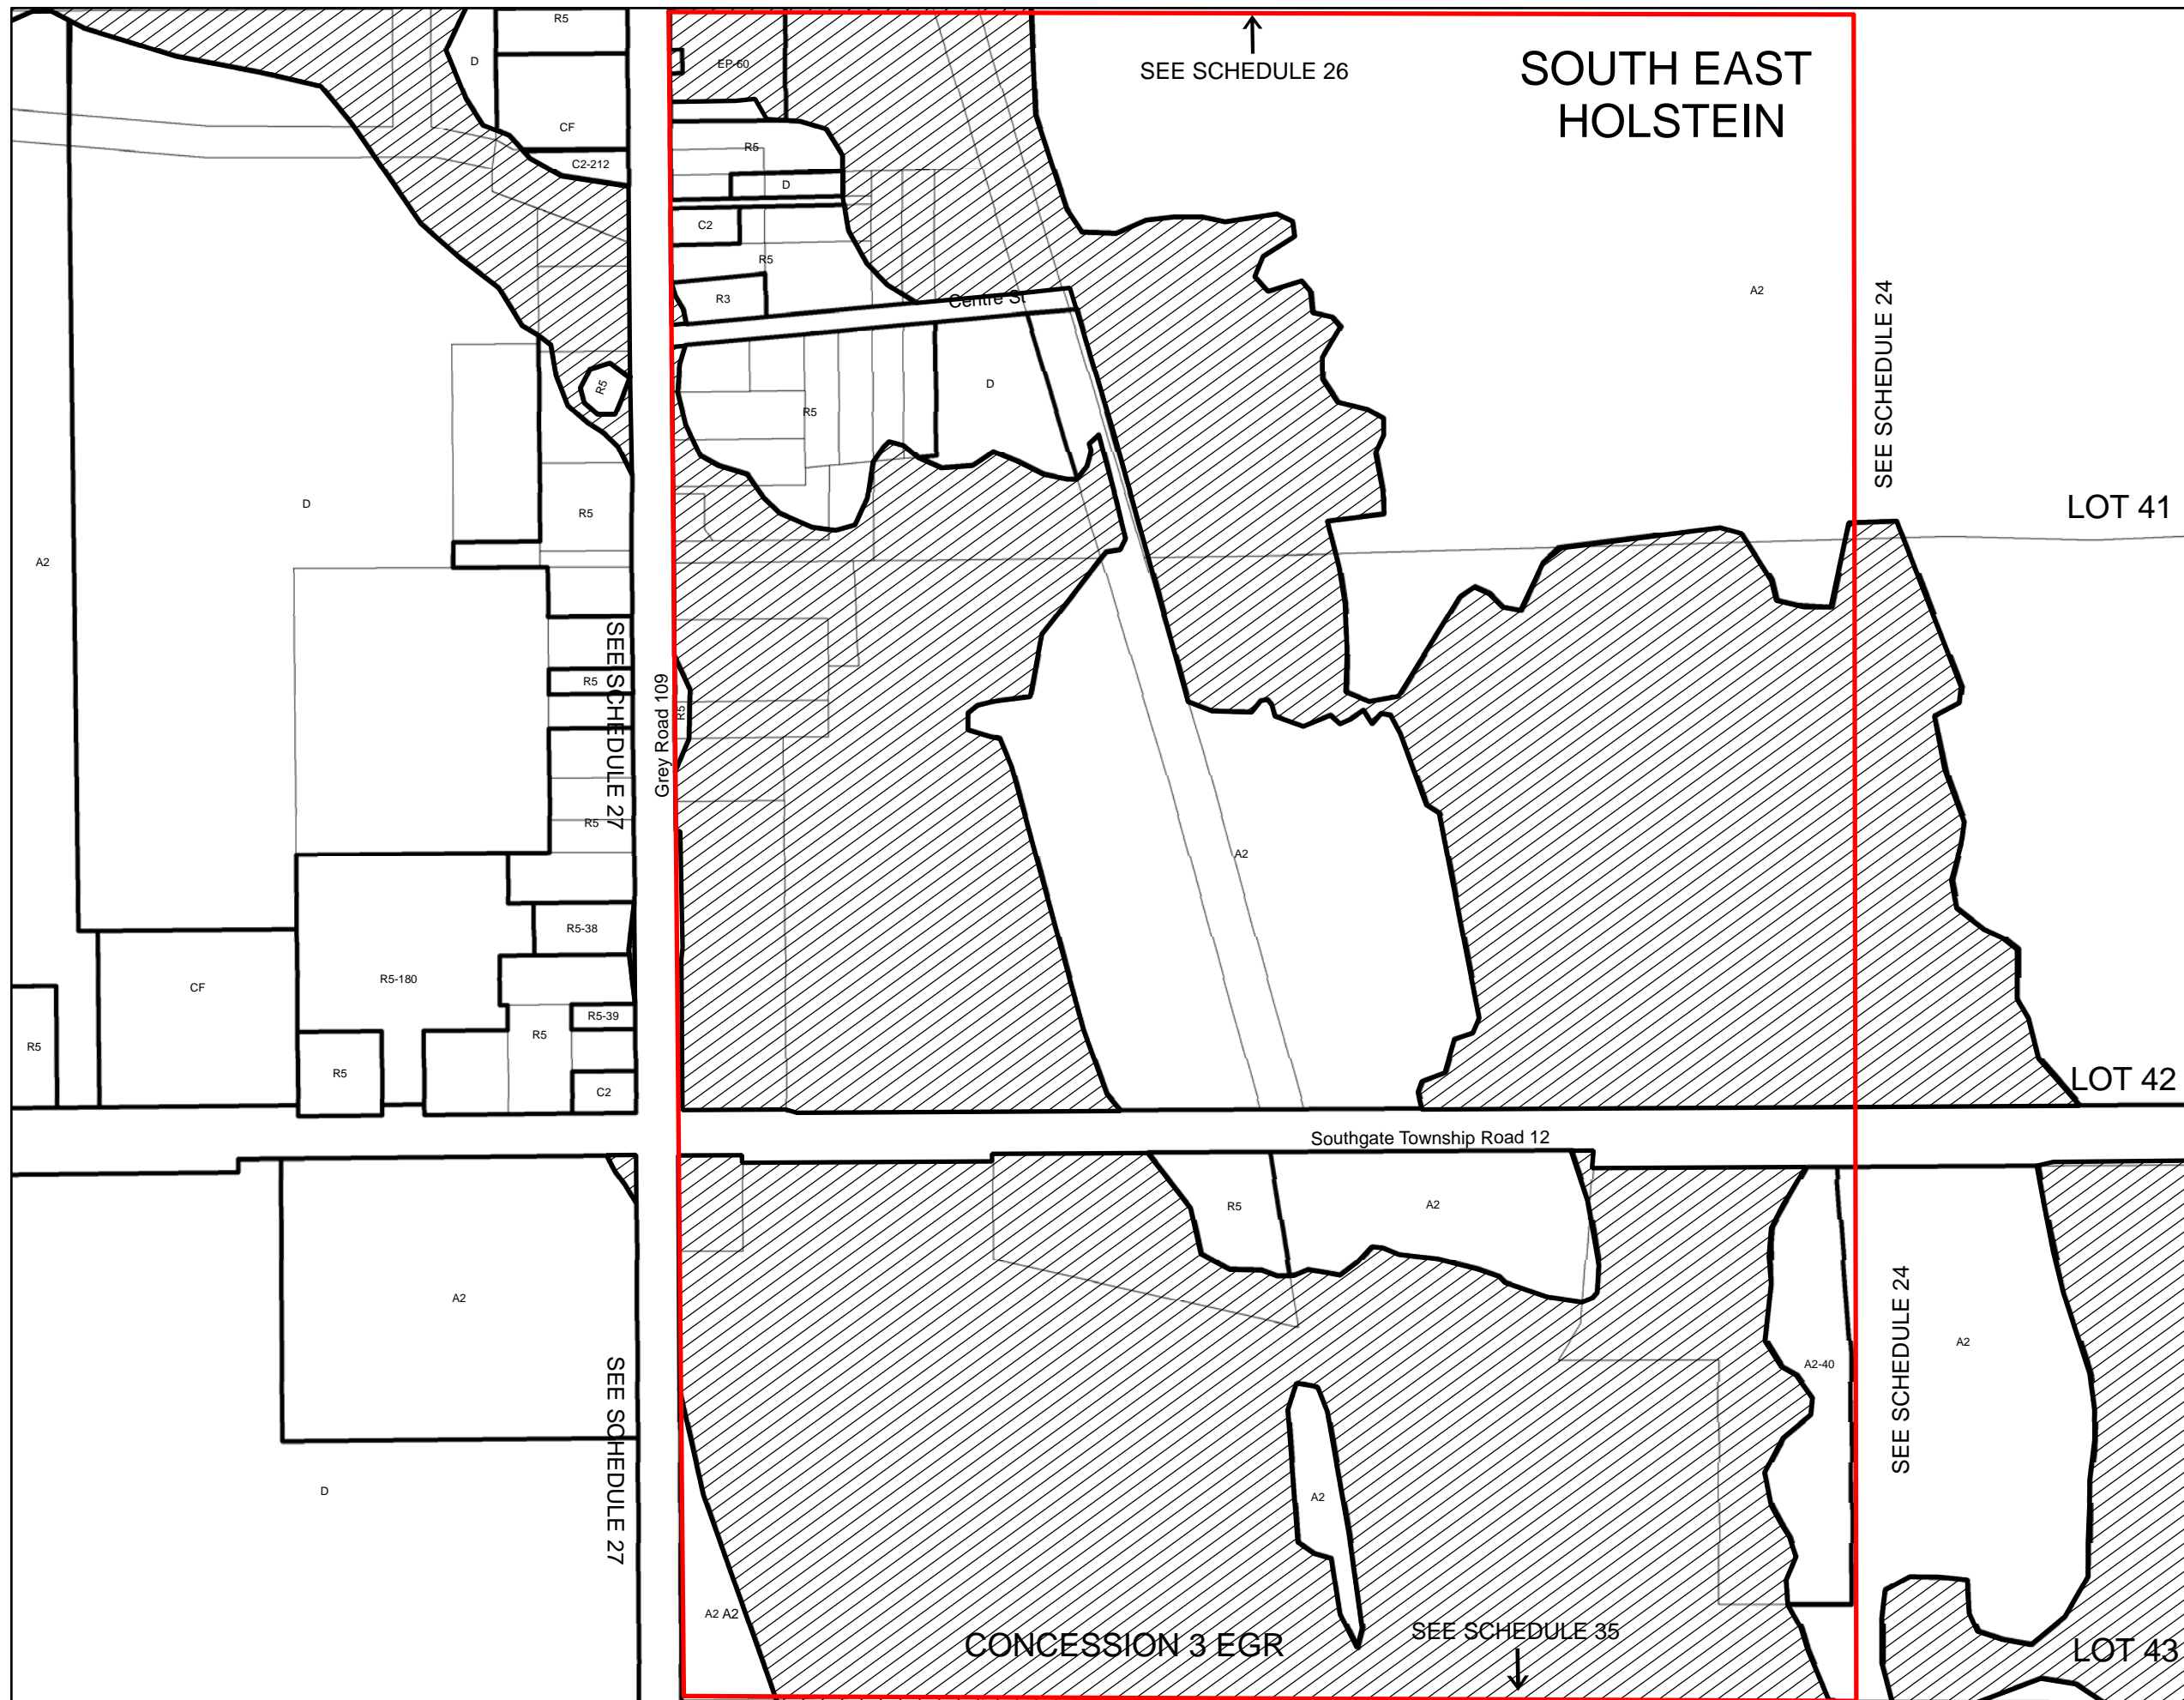 R5
SEE SCHEDULE 26
SOUTH EAST
HOLSTEIN
D
EP-60
CF
R5
C2-212
D
C2
R5
A2
R3
Centre St
SEE SCHEDULE 24
R5
D
R5
D
LOT 41
R5
A2
SEE SCHEDULE 27
R5
Grey Road 109
R5
R5
A2
R5-38
R5-180
CF
R5-39
R5
R5
R5
C2
LOT 42
Southgate Township Road 12
R5
A2
A2
SEE SCHEDULE 27
A2-40
SEE SCHEDULE 24
A2
D
A2
A2 A2
CONCESSION 3 EGR
SEE SCHEDULE 35
LOT 43